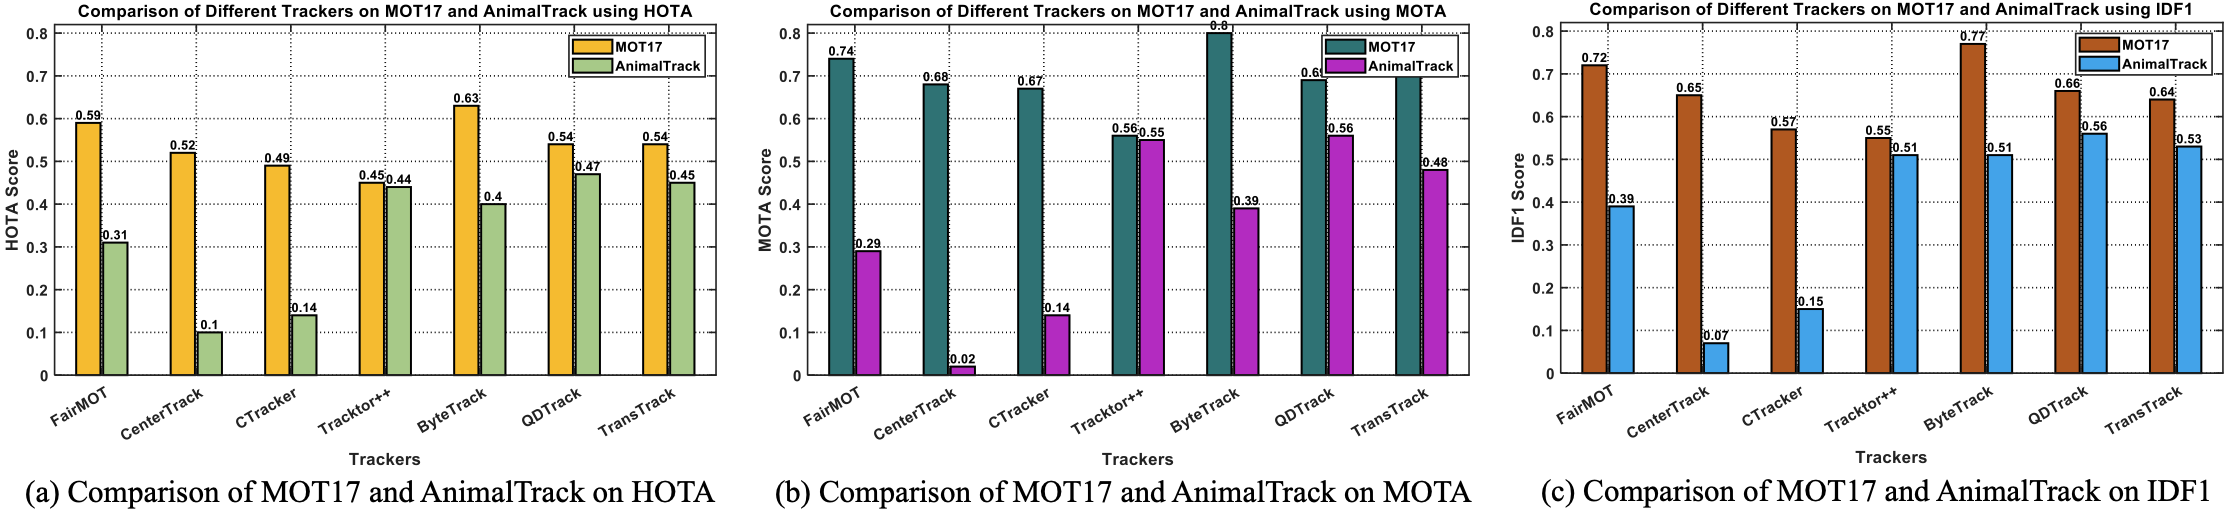 Comparison of Different Trackers on MOT17 and AnimalTrack using HOTA
HOTA Score
0.8
0.7
0.6
0.5
0.4
0.3
0.2
0.1
0
MOT17
AnimalTrack
0.59
0.31
0.52
0.1
0.49
0.14
0.45
0.44
0.63
0.4
0.54
0.47
0.54
0.45
FairMOT
CenterTrack
CTracker
Tracktor++
ByteTrack
QDTrack
TransTrack
Trackers
(a) Comparison of MOT17 and AnimalTrack on HOTA
Comparison of Different Trackers on MOT17 and AnimalTrack using MOTA
MOTA Score
0.8
0.7
0.6
0.5
0.4
0.3
0.2
0.1
0
MOT17
AnimalTrack
0.74
0.29
0.68
0.02
0.67
0.14
0.56
0.55
0.8
0.39
0.56
0.48
FairMOT
CenterTrack
CTracker
Tracktor++
ByteTrack
QDTrack
TransTrack
Trackers
(b) Comparison of MOT17 and AnimalTrack on MOTA
Comparison of Different Trackers on MOT17 and AnimalTrack using IDF1
IDF1 Score
0.8
0.7
0.6
0.5
0.4
0.3
0.2
0.1
0
MOT17
AnimalTrack
0.72
0.39
0.65
0.07
0.57
0.15
0.55
0.51
0.77
0.51
0.66
0.56
0.64
0.53
FairMOT
CenterTrack
CTracker
Tracktor++
ByteTrack
QDTrack
TransTrack
Trackers
(c) Comparison of MOT17 and AnimalTrack on IDF1